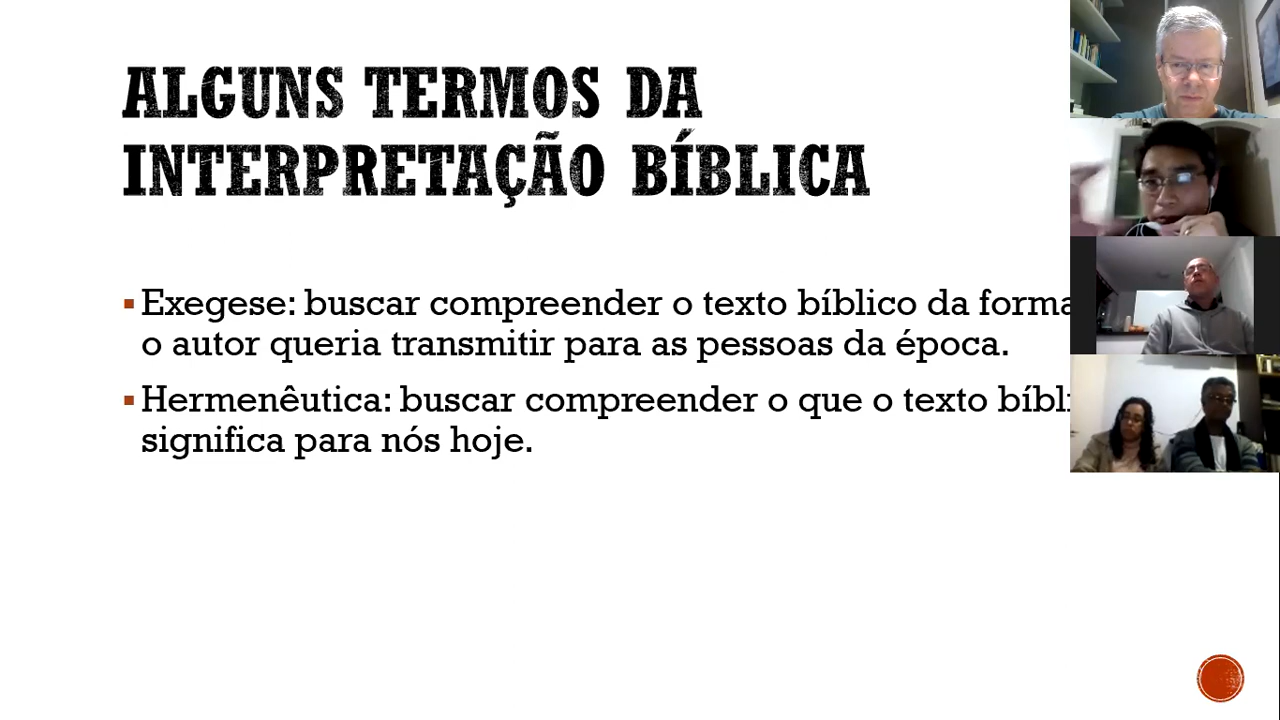 ALGUNS TERMOS DA
INTERPRETAÇÃO BÍBLICA
Exegese: buscar compreender o texto bíblico da forma
o autor queria transmitir para as pessoas da época.
Hermenêutica: buscar compreender o que o texto
significa para nós hoje.